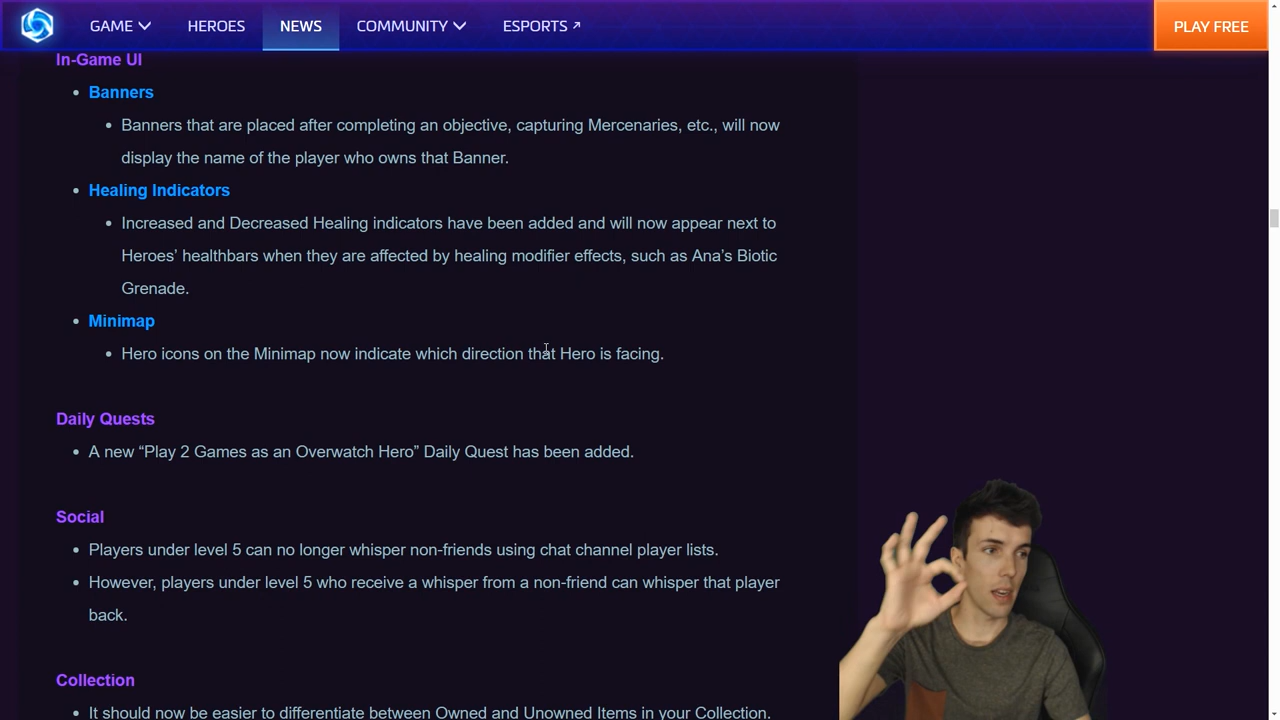 GAME HEROES NEWS COMMUNITY ESPORTS PLAY FREE
In-Game UI
Banners
Banners that are placed after completing an objective, capturing Mercenaries, etc., will now
display the name of the player who owns that Banner.
Healing Indicators
Increased and Decreased Healing indicators have been added and will now appear next to
Heroes’ healthbars when they are affected by healing modifier effects, such as Ana’s Biotic
Grenade.
Minimap
Hero icons on the Minimap now indicate which direction that Hero is facing.
Daily Quests
A new “Play 2 Games as an Overwatch Hero” Daily Quest has been added.
Social
Players under level 5 can no longer whisper non-friends using chat channel player lists.
However, players under level 5 who receive a whisper from a non-friend can whisper that player
back.
Collection
It should now be easier to differentiate between Owned and Unowned Items in your Collection.